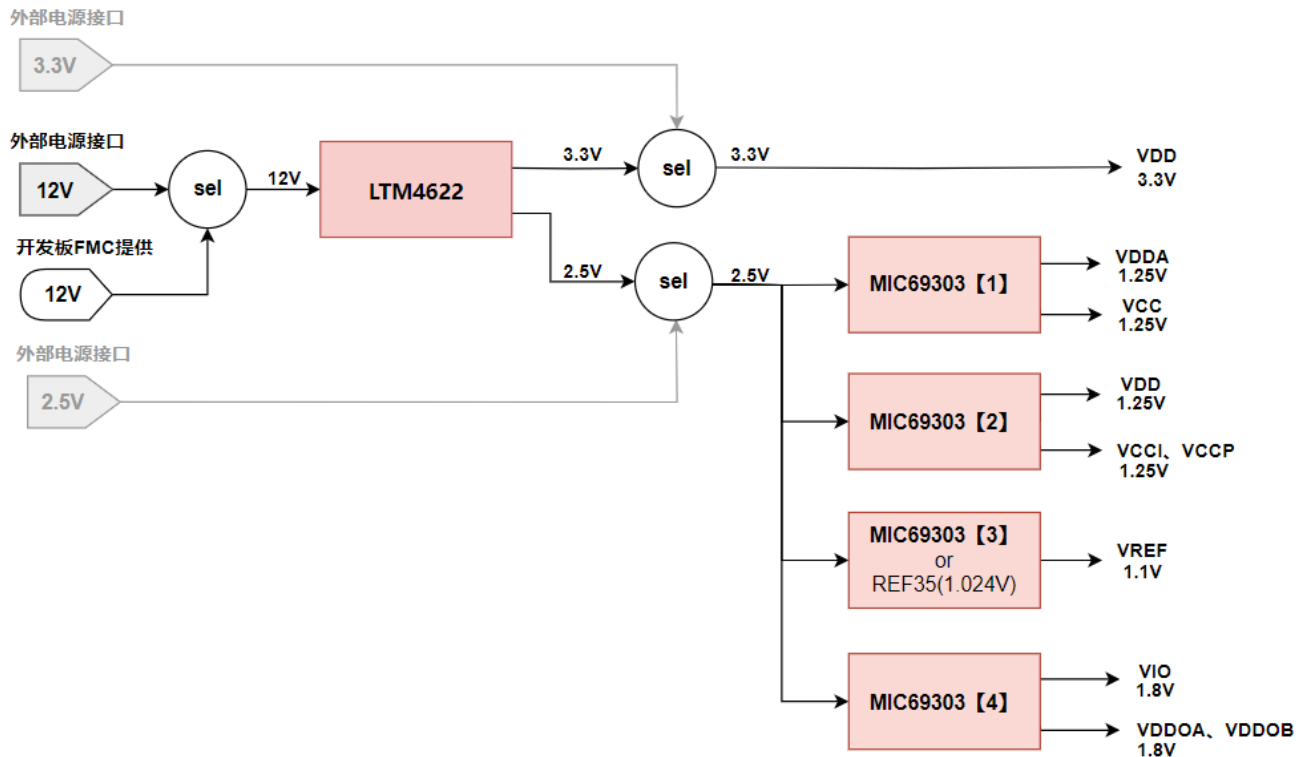 外部电源接口
3.3V
外部电源接口
12V
sel
12V
LTM4622
3.3V
sel
3.3V
VDD
3.3V
开发板FMC提供
12V
2.5V
sel
2.5V
外部电源接口
2.5V
MIC69303【1】
VDDA
1.25V
VCC
1.25V
MIC69303【2】
VDD
1.25V
VCCI、VCCP
1.25V
MIC69303【3】
or
REF35(1.024V)
VREF
1.1V
MIC69303【4】
VIO
1.8V
VDDOA、VDDOB
1.8V